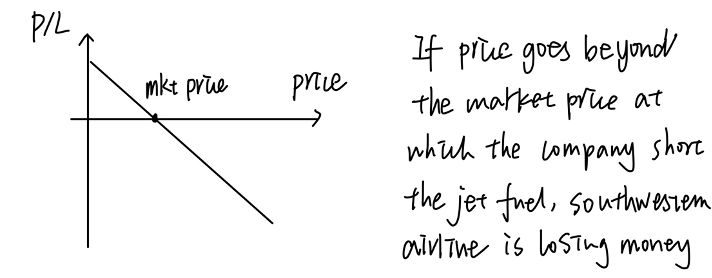 P/L
mkt price
price
If price goes beyond
the market price at
which the company short
the jet fuel, southwestern
airline is losing money